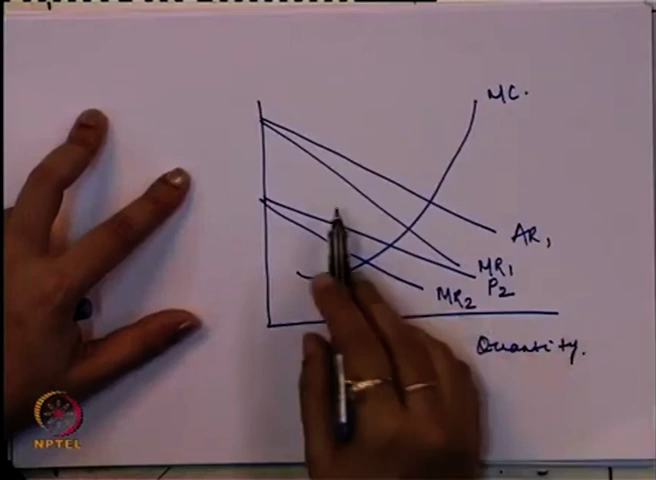 MC.
AR1
MR1
P2
MR2
Quantity.
NPTEL